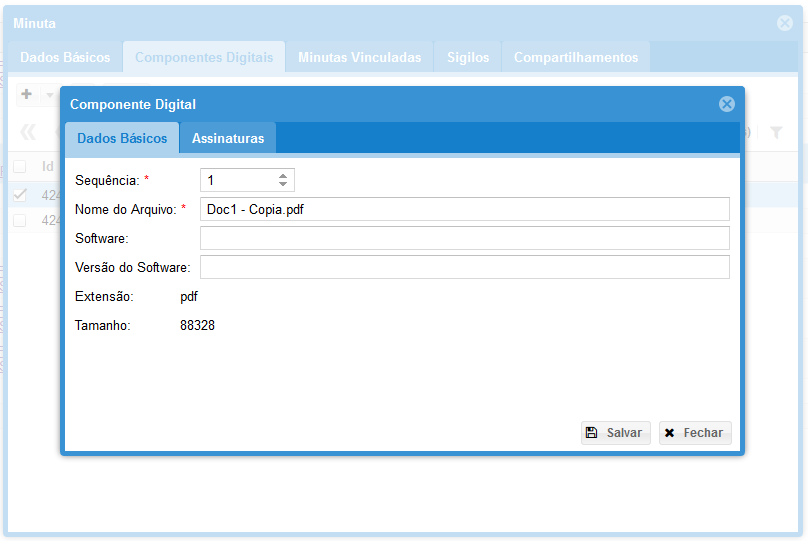 Minuta
Dados Básicos Componentes Digitais Minutas Vinculadas Sigilos Compartilhamentos
Componente Digital
Dados Básicos Assinaturas
Id
Sequência: * 1
424
Nome do Arquivo: * Doc1 - Copia.pdf
424
Software:
Versão do Software:
Extensão: pdf
Tamanho: 88328
Salvar Fechar